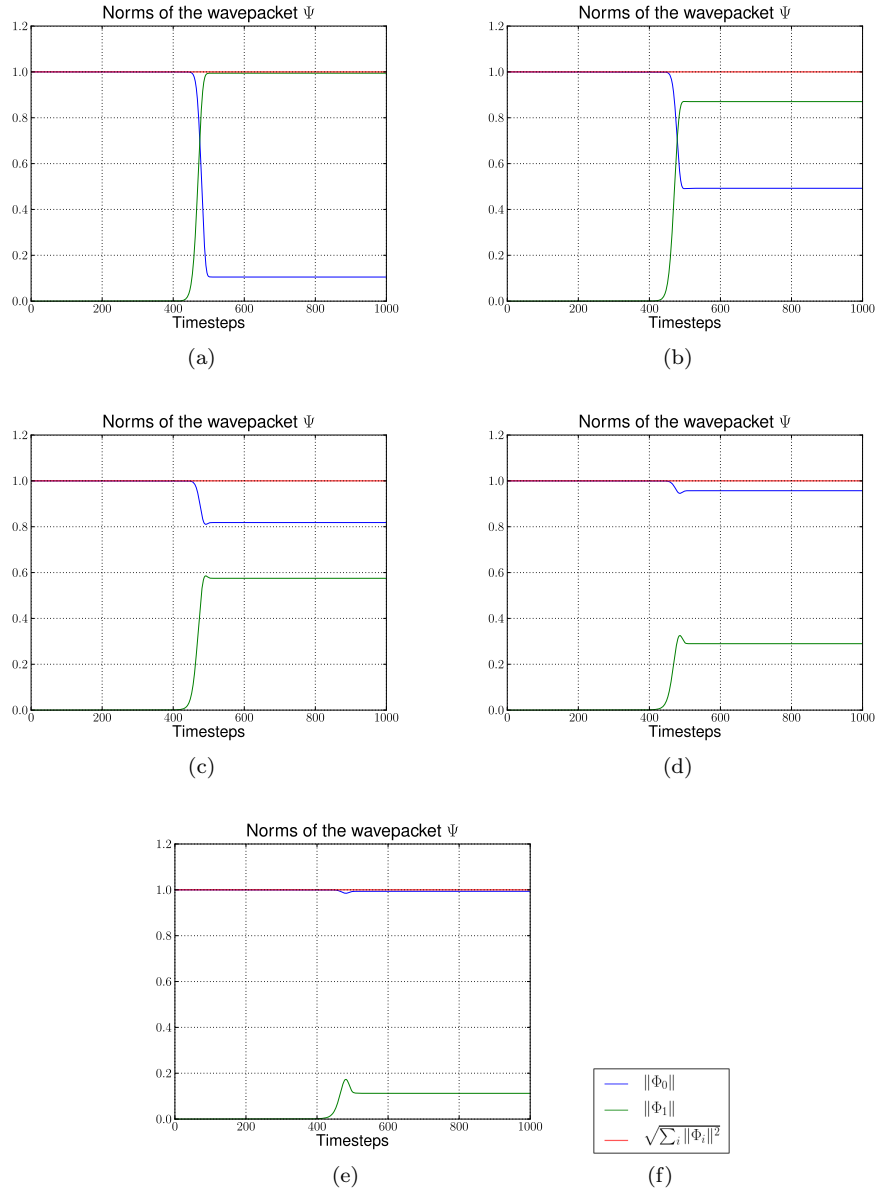 Norms of the wavepacket Ψ
1.2
1.0
0.8
0.6
0.4
0.2
0.0
0 200 400 600 800 1000
Timesteps
(a)
Norms of the wavepacket Ψ
1.2
1.0
0.8
0.6
0.4
0.2
0.0
0 200 400 600 800 1000
Timesteps
(b)
Norms of the wavepacket Ψ
1.2
1.0
0.8
0.6
0.4
0.2
0.0
0 200 400 600 800 1000
Timesteps
(c)
Norms of the wavepacket Ψ
1.2
1.0
0.8
0.6
0.4
0.2
0.0
0 200 400 600 800 1000
Timesteps
(d)
Norms of the wavepacket Ψ
1.2
1.0
0.8
0.6
0.4
0.2
0.0
0 200 400 600 800 1000
Timesteps
(e)
‖Φ₀‖
‖Φ₁‖
√∑ᵢ ‖Φᵢ‖²
(f)